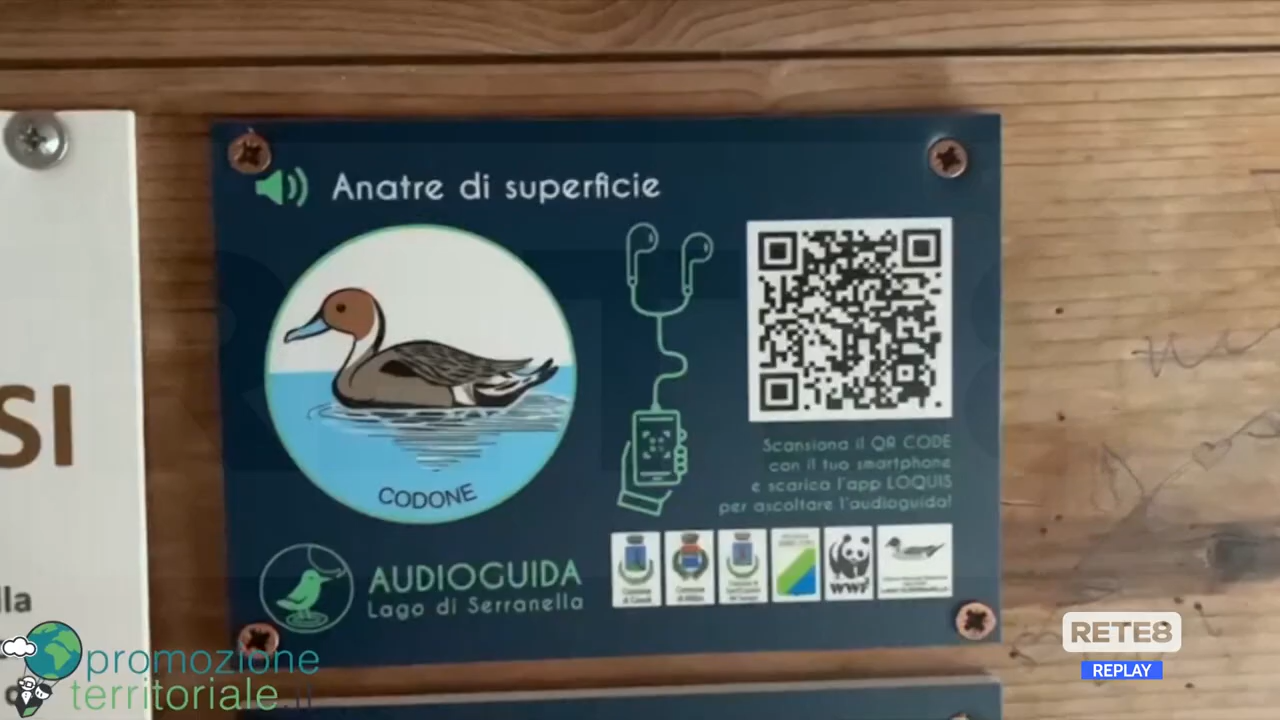 Anatre di superficie
CODONE
Scansiona il QR CODE
con il tuo smartphone
e scarica l'app LOQUIS
per ascoltare l'audioguida!
AUDIOGUIDA
Lago di Serranella
WWF
SI
lla
promozione
territoriale.it
RETE8
REPLAY